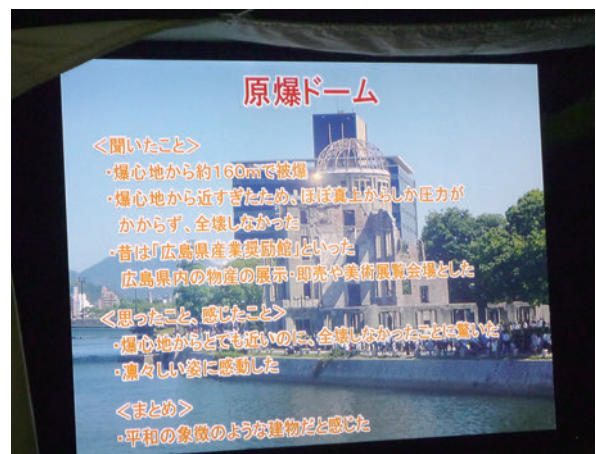 原爆ドーム
＜聞いたこと＞
・爆心地から約160mで被爆
・爆心地から近すぎたため、ほぼ真上からしか圧力が
かからず、全壊しなかった
・昔は「広島県産業奨励館」といった
広島県内の物産の展示・即売や美術展覧会場とした
＜思ったこと、感じたこと＞
・爆心地からとても近いのに、全壊しなかったことに驚いた
・凛々しい姿に感動した
＜まとめ＞
・平和の象徴のような建物だと感じた